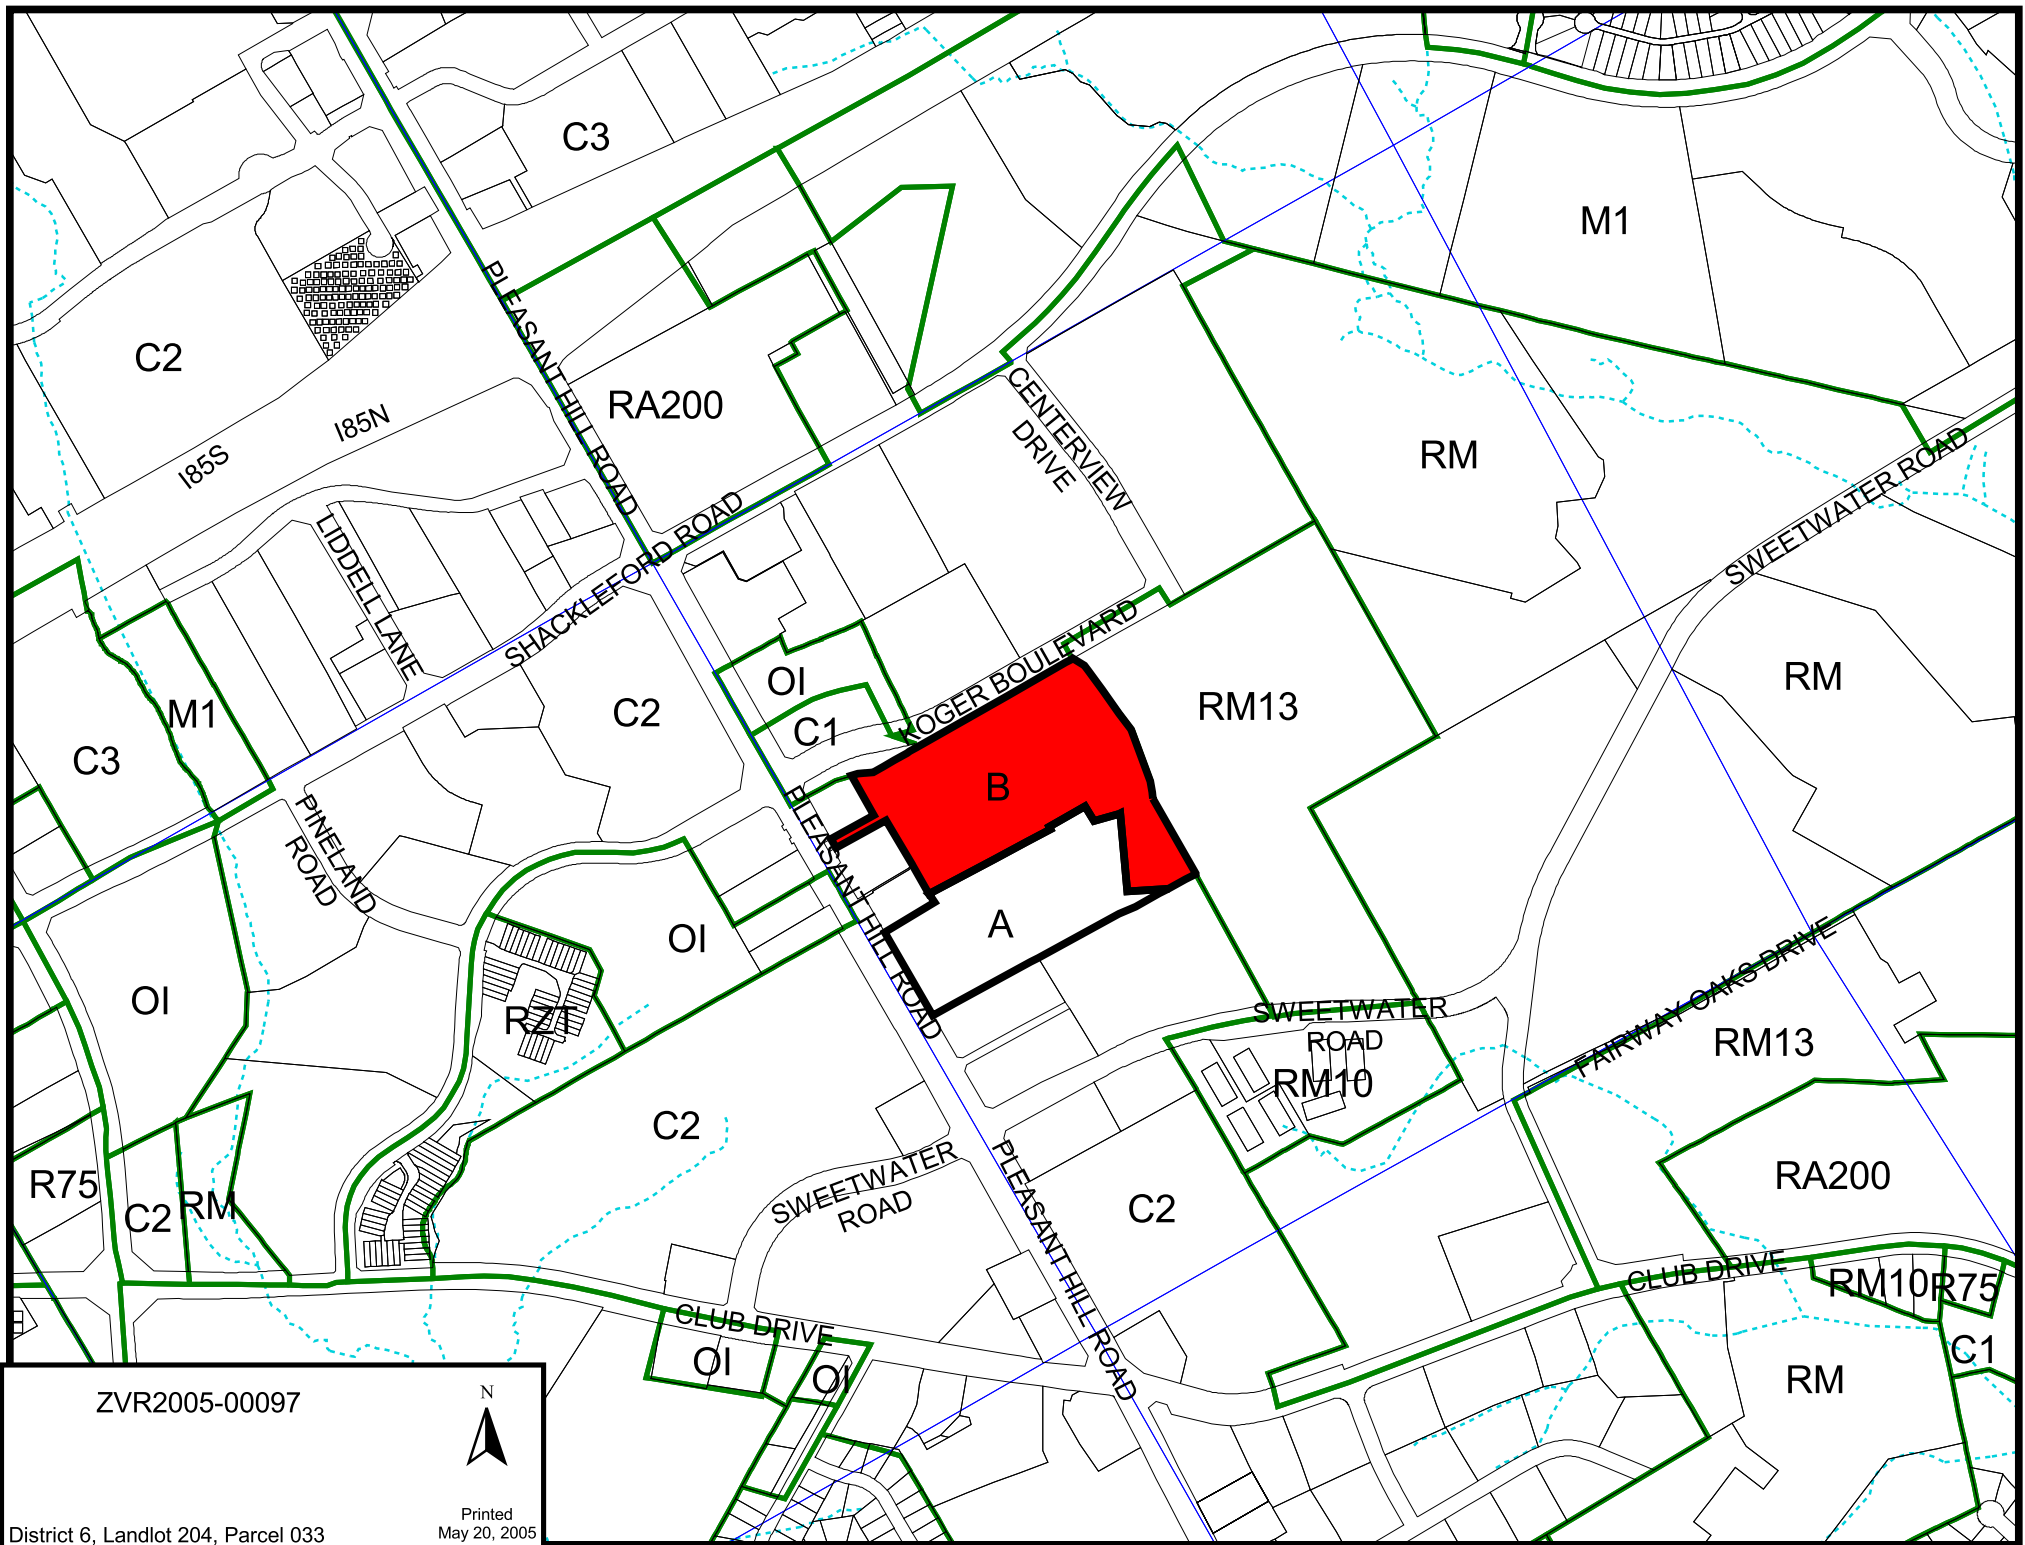 C3
M1
PLEASANT HILL ROAD
C2
RA200
I85N
I85S
CENTERVIEW
DRIVE
RM
SWEETWATER ROAD
LIDDELL LANE
SHACKLEFORD ROAD
KOGER BOULEVARD
OI
C1
C2
M1
C3
RM13
RM
B
PINELAND
ROAD
PLEASANT HILL ROAD
A
OI
OI
RZT
SWEETWATER
ROAD
RM10
FAIRWAY OAKS DRIVE
RM13
C2
RA200
R75
C2
RM
SWEETWATER
ROAD
PLEASANT HILL ROAD
C2
CLUB DRIVE
RM10
R75
C1
RM
CLUB DRIVE
OI
OI
ZVR2005-00097
N
Printed
May 20, 2005
District 6, Landlot 204, Parcel 033